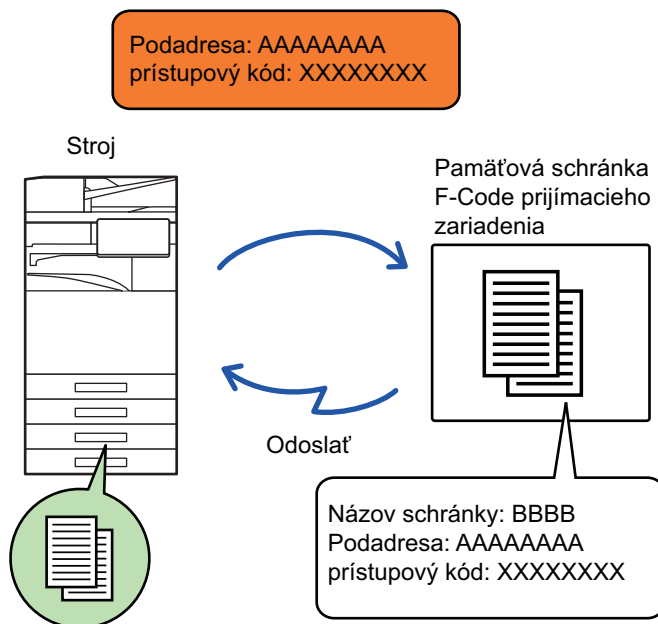 Podadresa: AAAAAAAA
prístupový kód: XXXXXXXX
Stroj
Pamäťová schránka
F-Code prijímacieho
zariadenia
Odoslať
Názov schránky: BBBB
Podadresa: AAAAAAAA
prístupový kód: XXXXXXXX